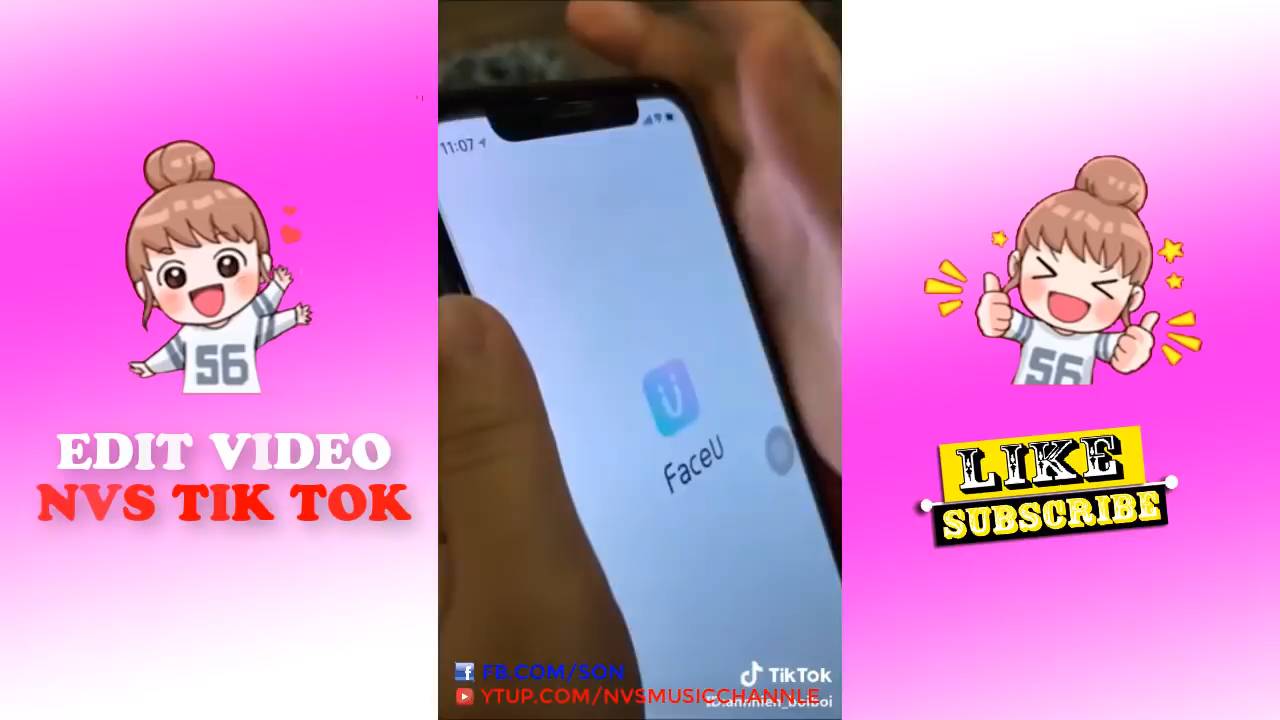 11:07
56
56
EDIT VIDEO
NVS TIK TOK
FaceU
LIKE
SUBSCRIBE
FB.COM/SON
TikTok
YTUP.COM/NVSMUSICCHANNLE